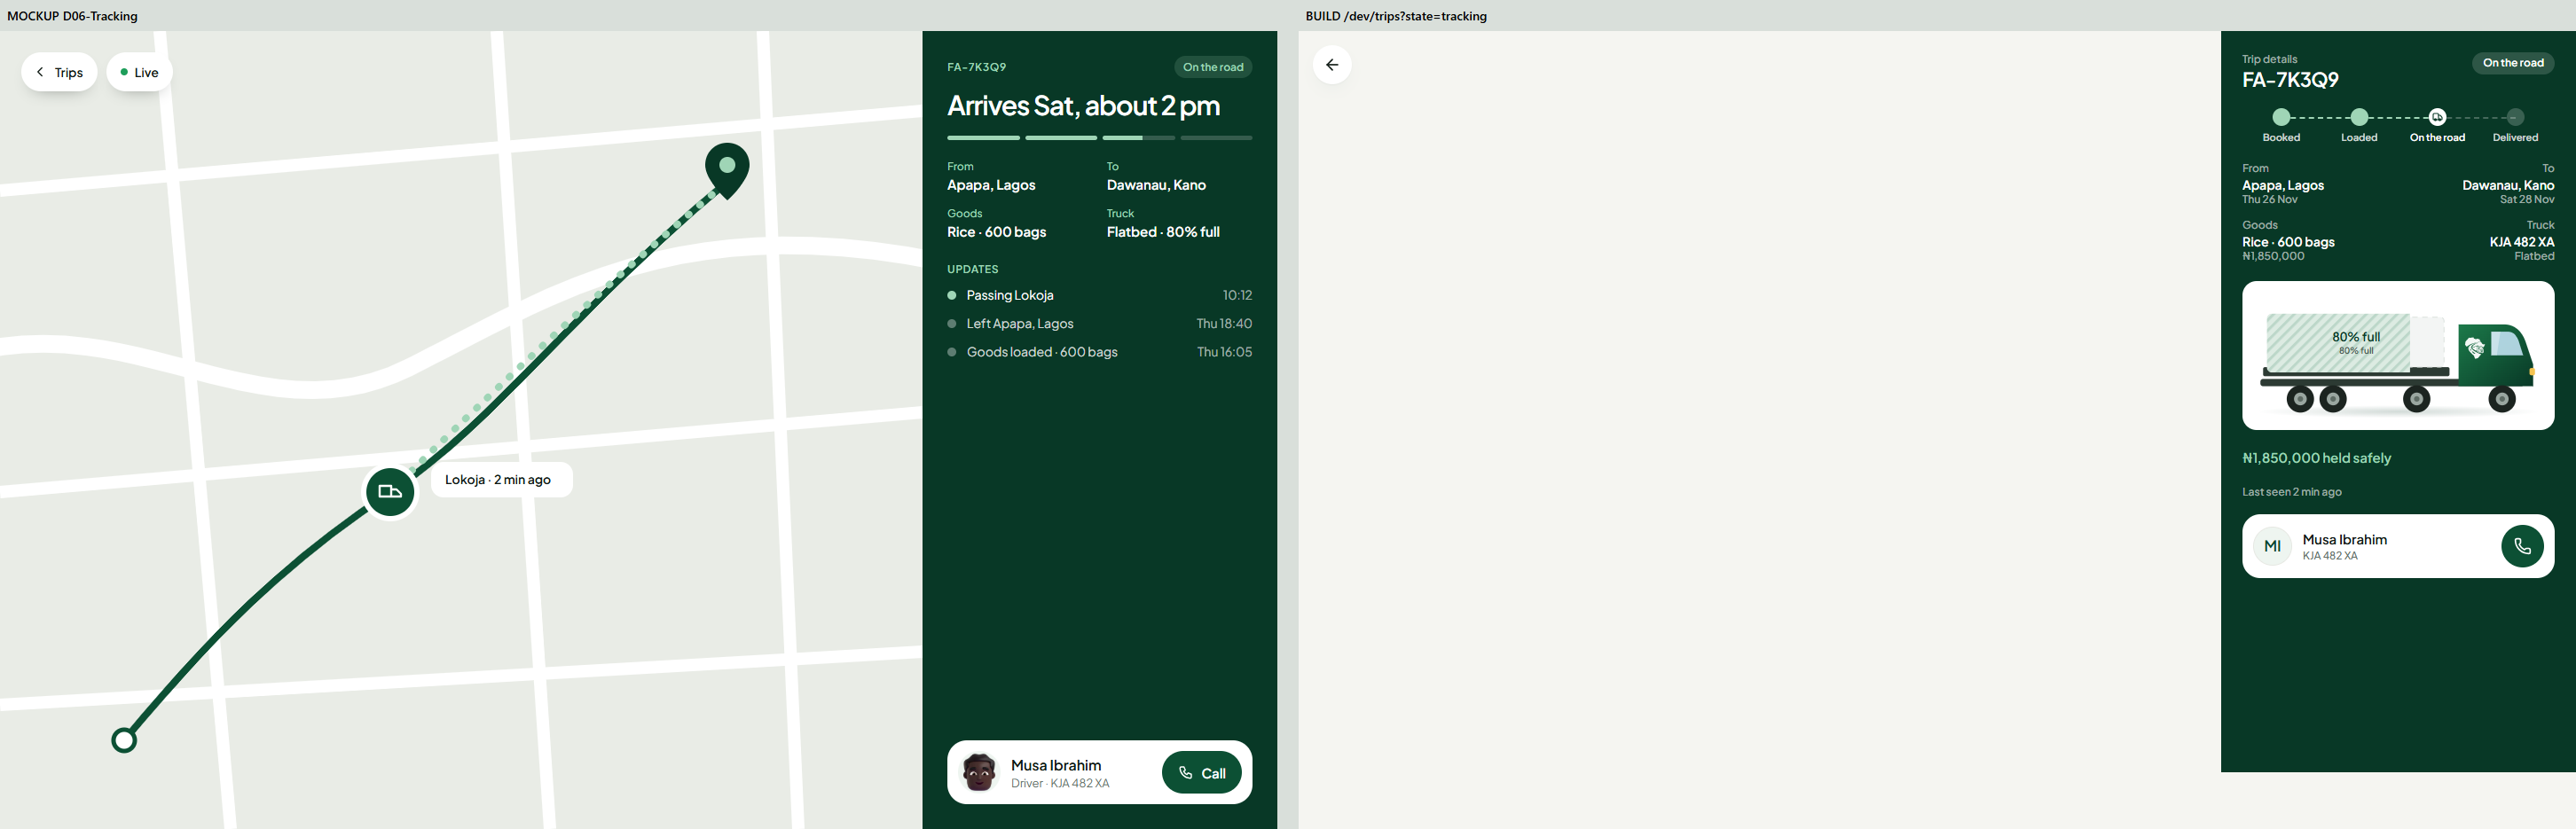 MOCKUP D06-Tracking
Trips
Live
Lokoja · 2 min ago
FA-7K3Q9
On the road
Arrives Sat, about 2 pm
From
To
Apapa, Lagos
Dawanau, Kano
Goods
Truck
Rice · 600 bags
Flatbed · 80% full
UPDATES
Passing Lokoja
10:12
Left Apapa, Lagos
Thu 18:40
Goods loaded · 600 bags
Thu 16:05
Musa Ibrahim
Driver · KJA 482 XA
Call
BUILD /dev/trips?state=tracking
Trip details
FA-7K3Q9
On the road
Booked
Loaded
On the road
Delivered
From
To
Apapa, Lagos
Dawanau, Kano
Thu 26 Nov
Sat 28 Nov
Goods
Truck
Rice · 600 bags
KJA 482 XA
₦1,850,000
Flatbed
80% full
80% full
₦1,850,000 held safely
Last seen 2 min ago
MI
Musa Ibrahim
KJA 482 XA